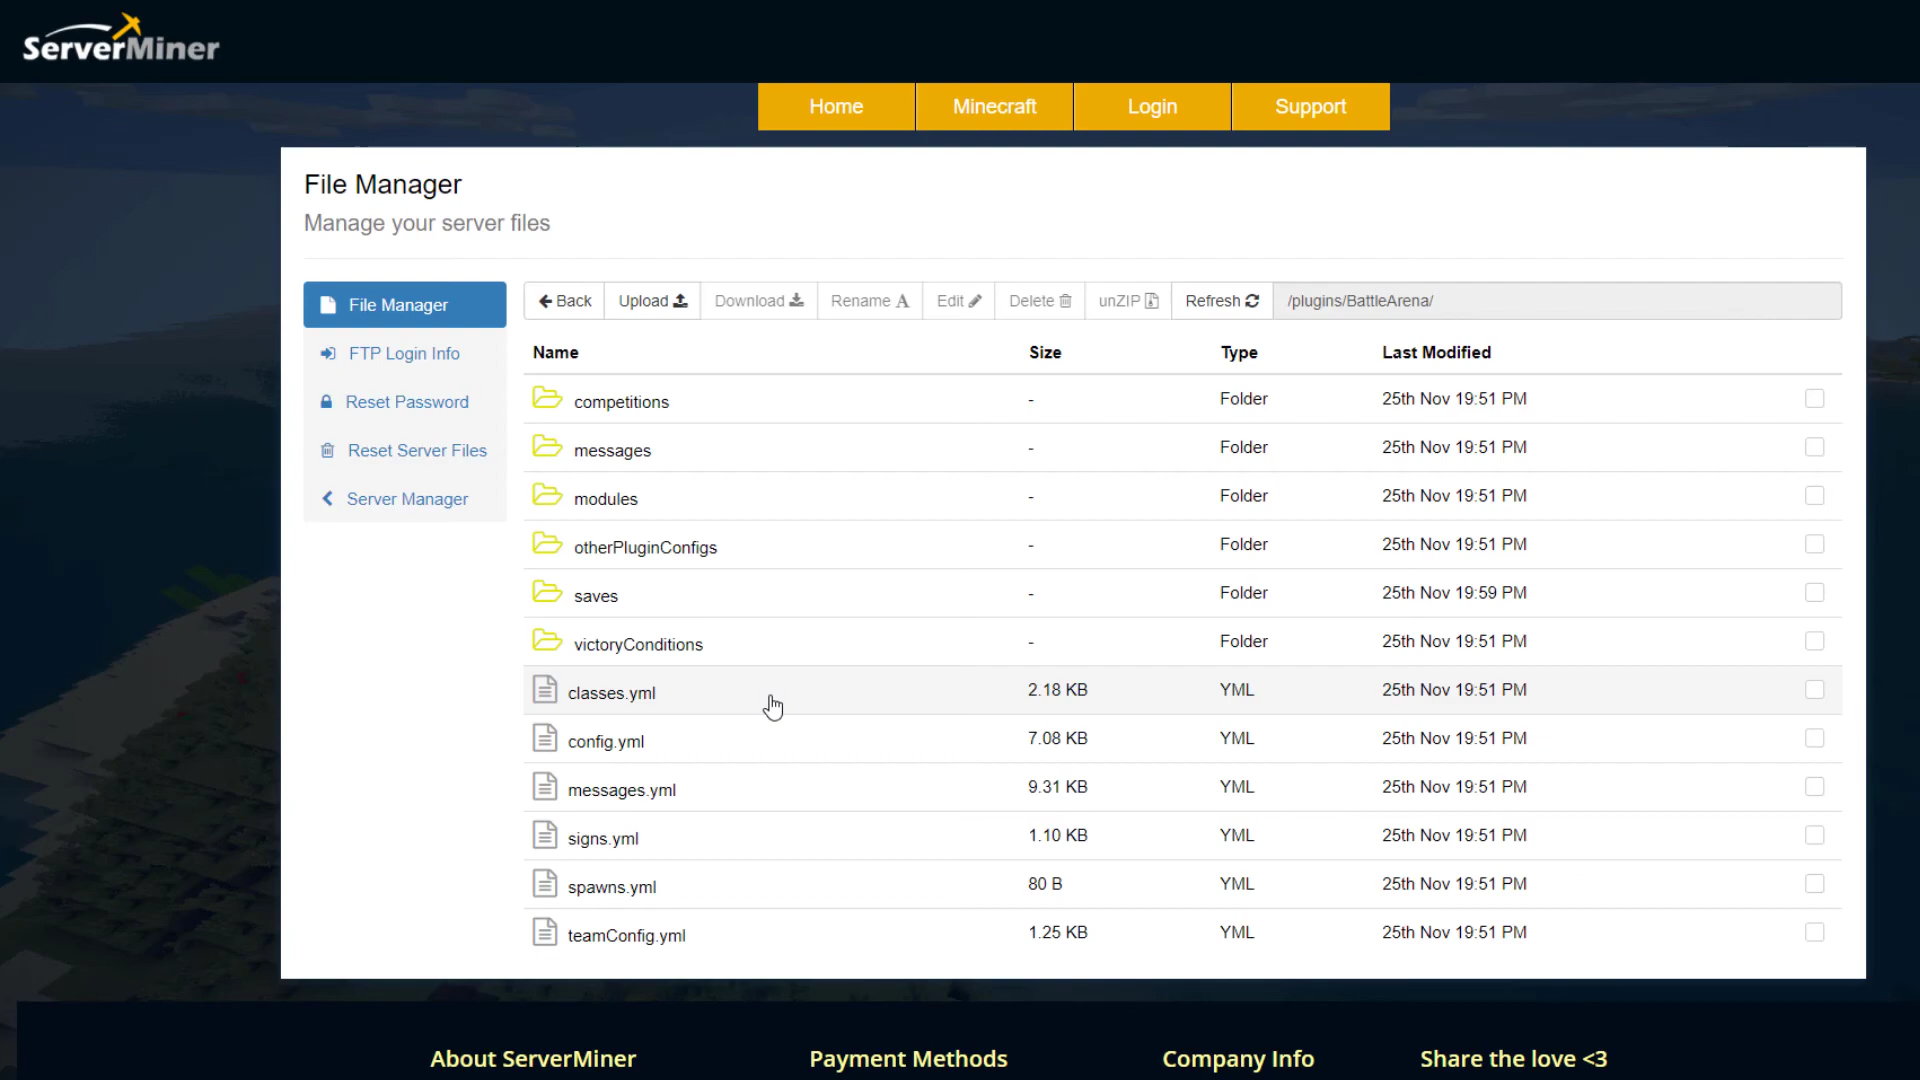 ServerMiner
Home Minecraft Login Support
File Manager
Manage your server files
File Manager
FTP Login Info
Reset Password
Reset Server Files
Server Manager
Back Upload Download Rename A Edit Delete unZIP Refresh /plugins/BattleArena/
Name Size Type Last Modified
competitions - Folder 25th Nov 19:51 PM
messages - Folder 25th Nov 19:51 PM
modules - Folder 25th Nov 19:51 PM
otherPluginConfigs - Folder 25th Nov 19:51 PM
saves - Folder 25th Nov 19:59 PM
victoryConditions - Folder 25th Nov 19:51 PM
classes.yml 2.18 KB YML 25th Nov 19:51 PM
config.yml 7.08 KB YML 25th Nov 19:51 PM
messages.yml 9.31 KB YML 25th Nov 19:51 PM
signs.yml 1.10 KB YML 25th Nov 19:51 PM
spawns.yml 80 B YML 25th Nov 19:51 PM
teamConfig.yml 1.25 KB YML 25th Nov 19:51 PM
About ServerMiner Payment Methods Company Info Share the love <3